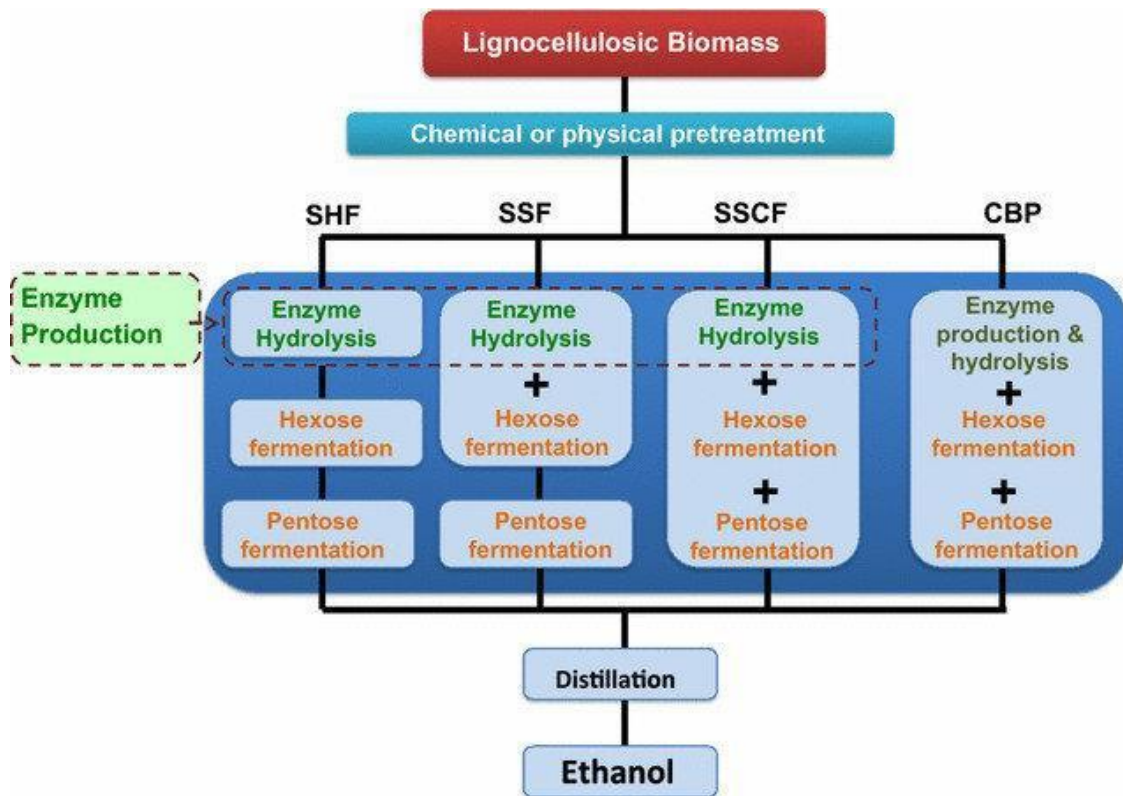 Lignocellulosic Biomass
Chemical or physical pretreatment
SHF
SSF
SSCF
CBP
Enzyme
Production
Enzyme
Hydrolysis
Hexose
fermentation
Pentose
fermentation
Enzyme
Hydrolysis
+
Hexose
fermentation
Pentose
fermentation
Enzyme
Hydrolysis
+
Hexose
fermentation
+
Pentose
fermentation
Enzyme
production &
hydrolysis
+
Hexose
fermentation
+
Pentose
fermentation
Distillation
Ethanol